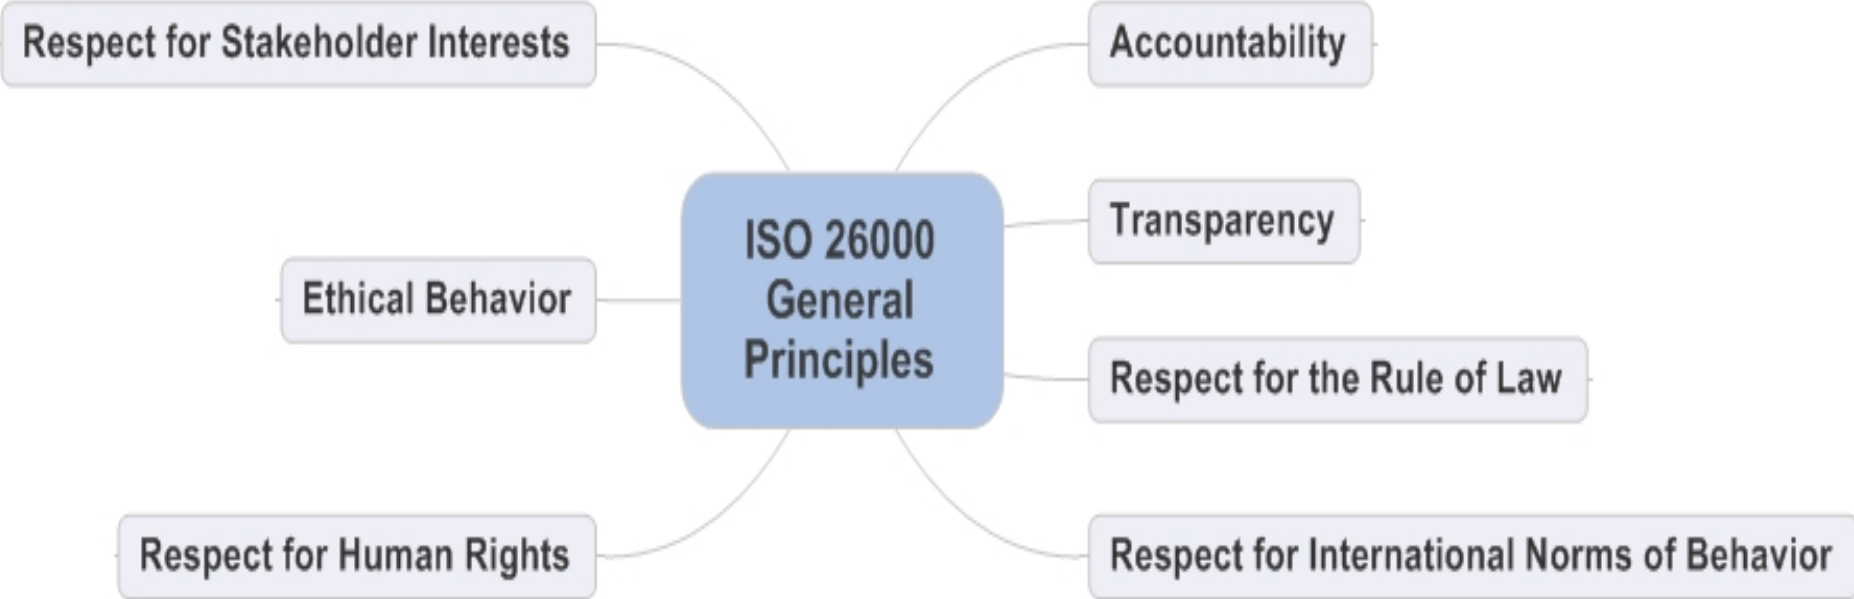 Respect for Stakeholder Interests
Accountability
ISO 26000
General
Principles
Transparency
Ethical Behavior
Respect for the Rule of Law
Respect for Human Rights
Respect for International Norms of Behavior